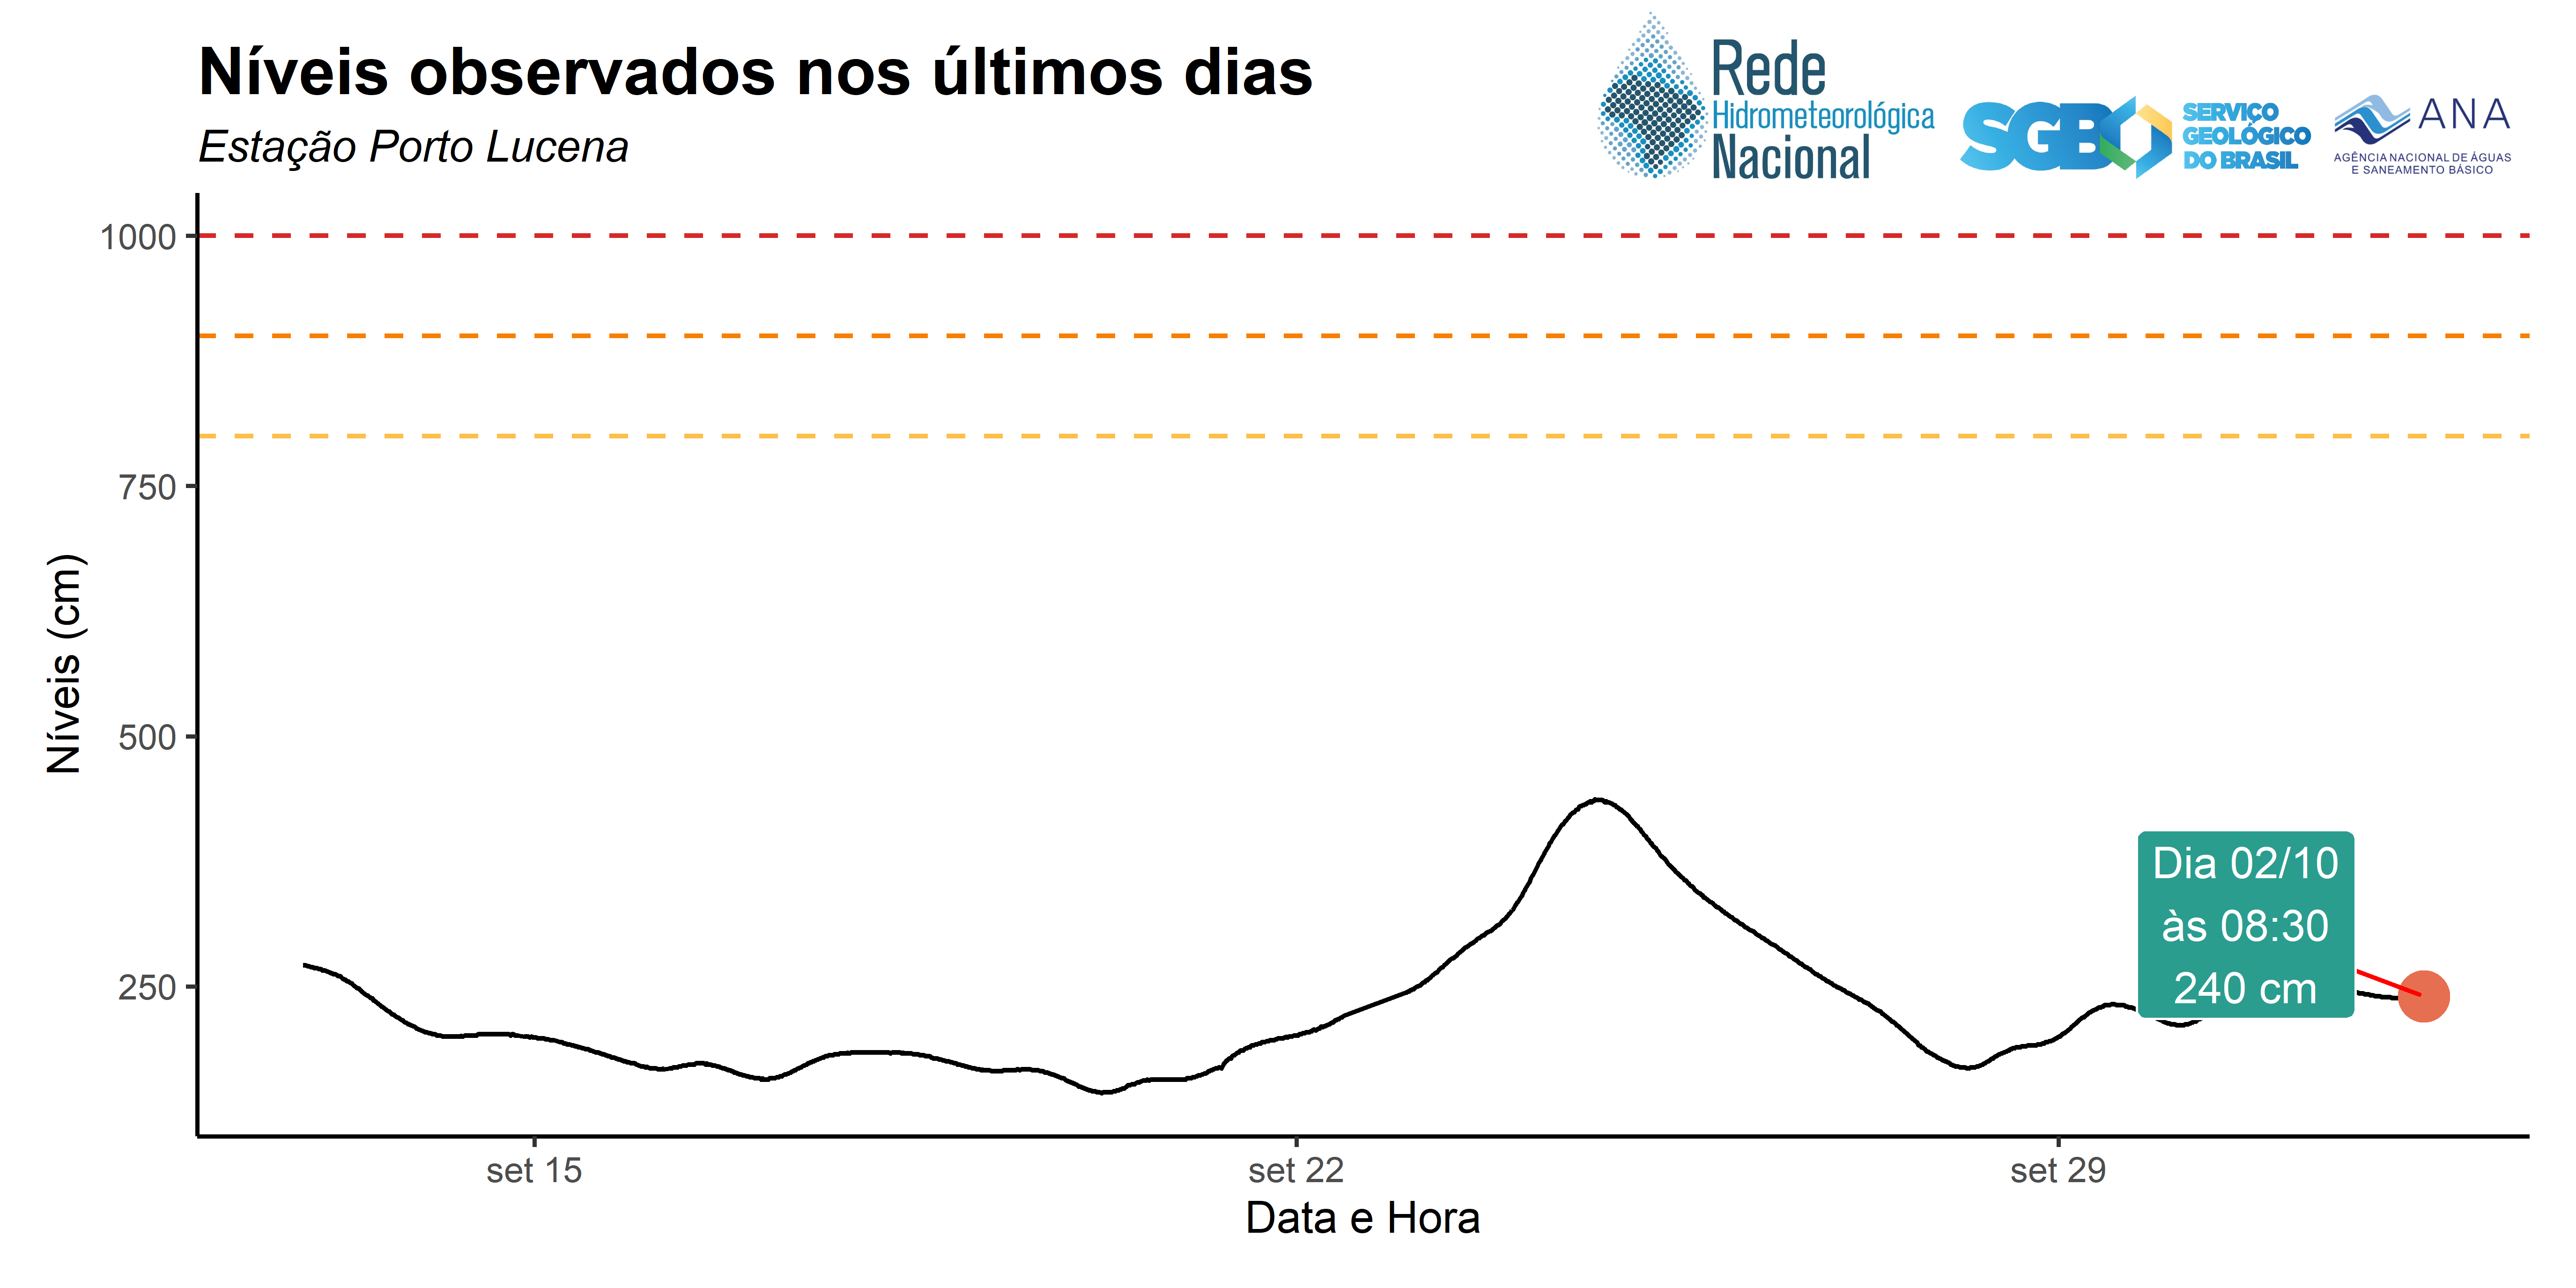 Níveis observados nos últimos dias
Estação Porto Lucena
Rede
Hidrometeorológica
Nacional
SGB
SERVIÇO
GEOLÓGICO
DO BRASIL
ANA
AGÊNCIA NACIONAL DE ÁGUAS
E SANEAMENTO BÁSICO
1000
750
500
250
Níveis (cm)
Dia 02/10
às 08:30
240 cm
set 15
set 22
set 29
Data e Hora